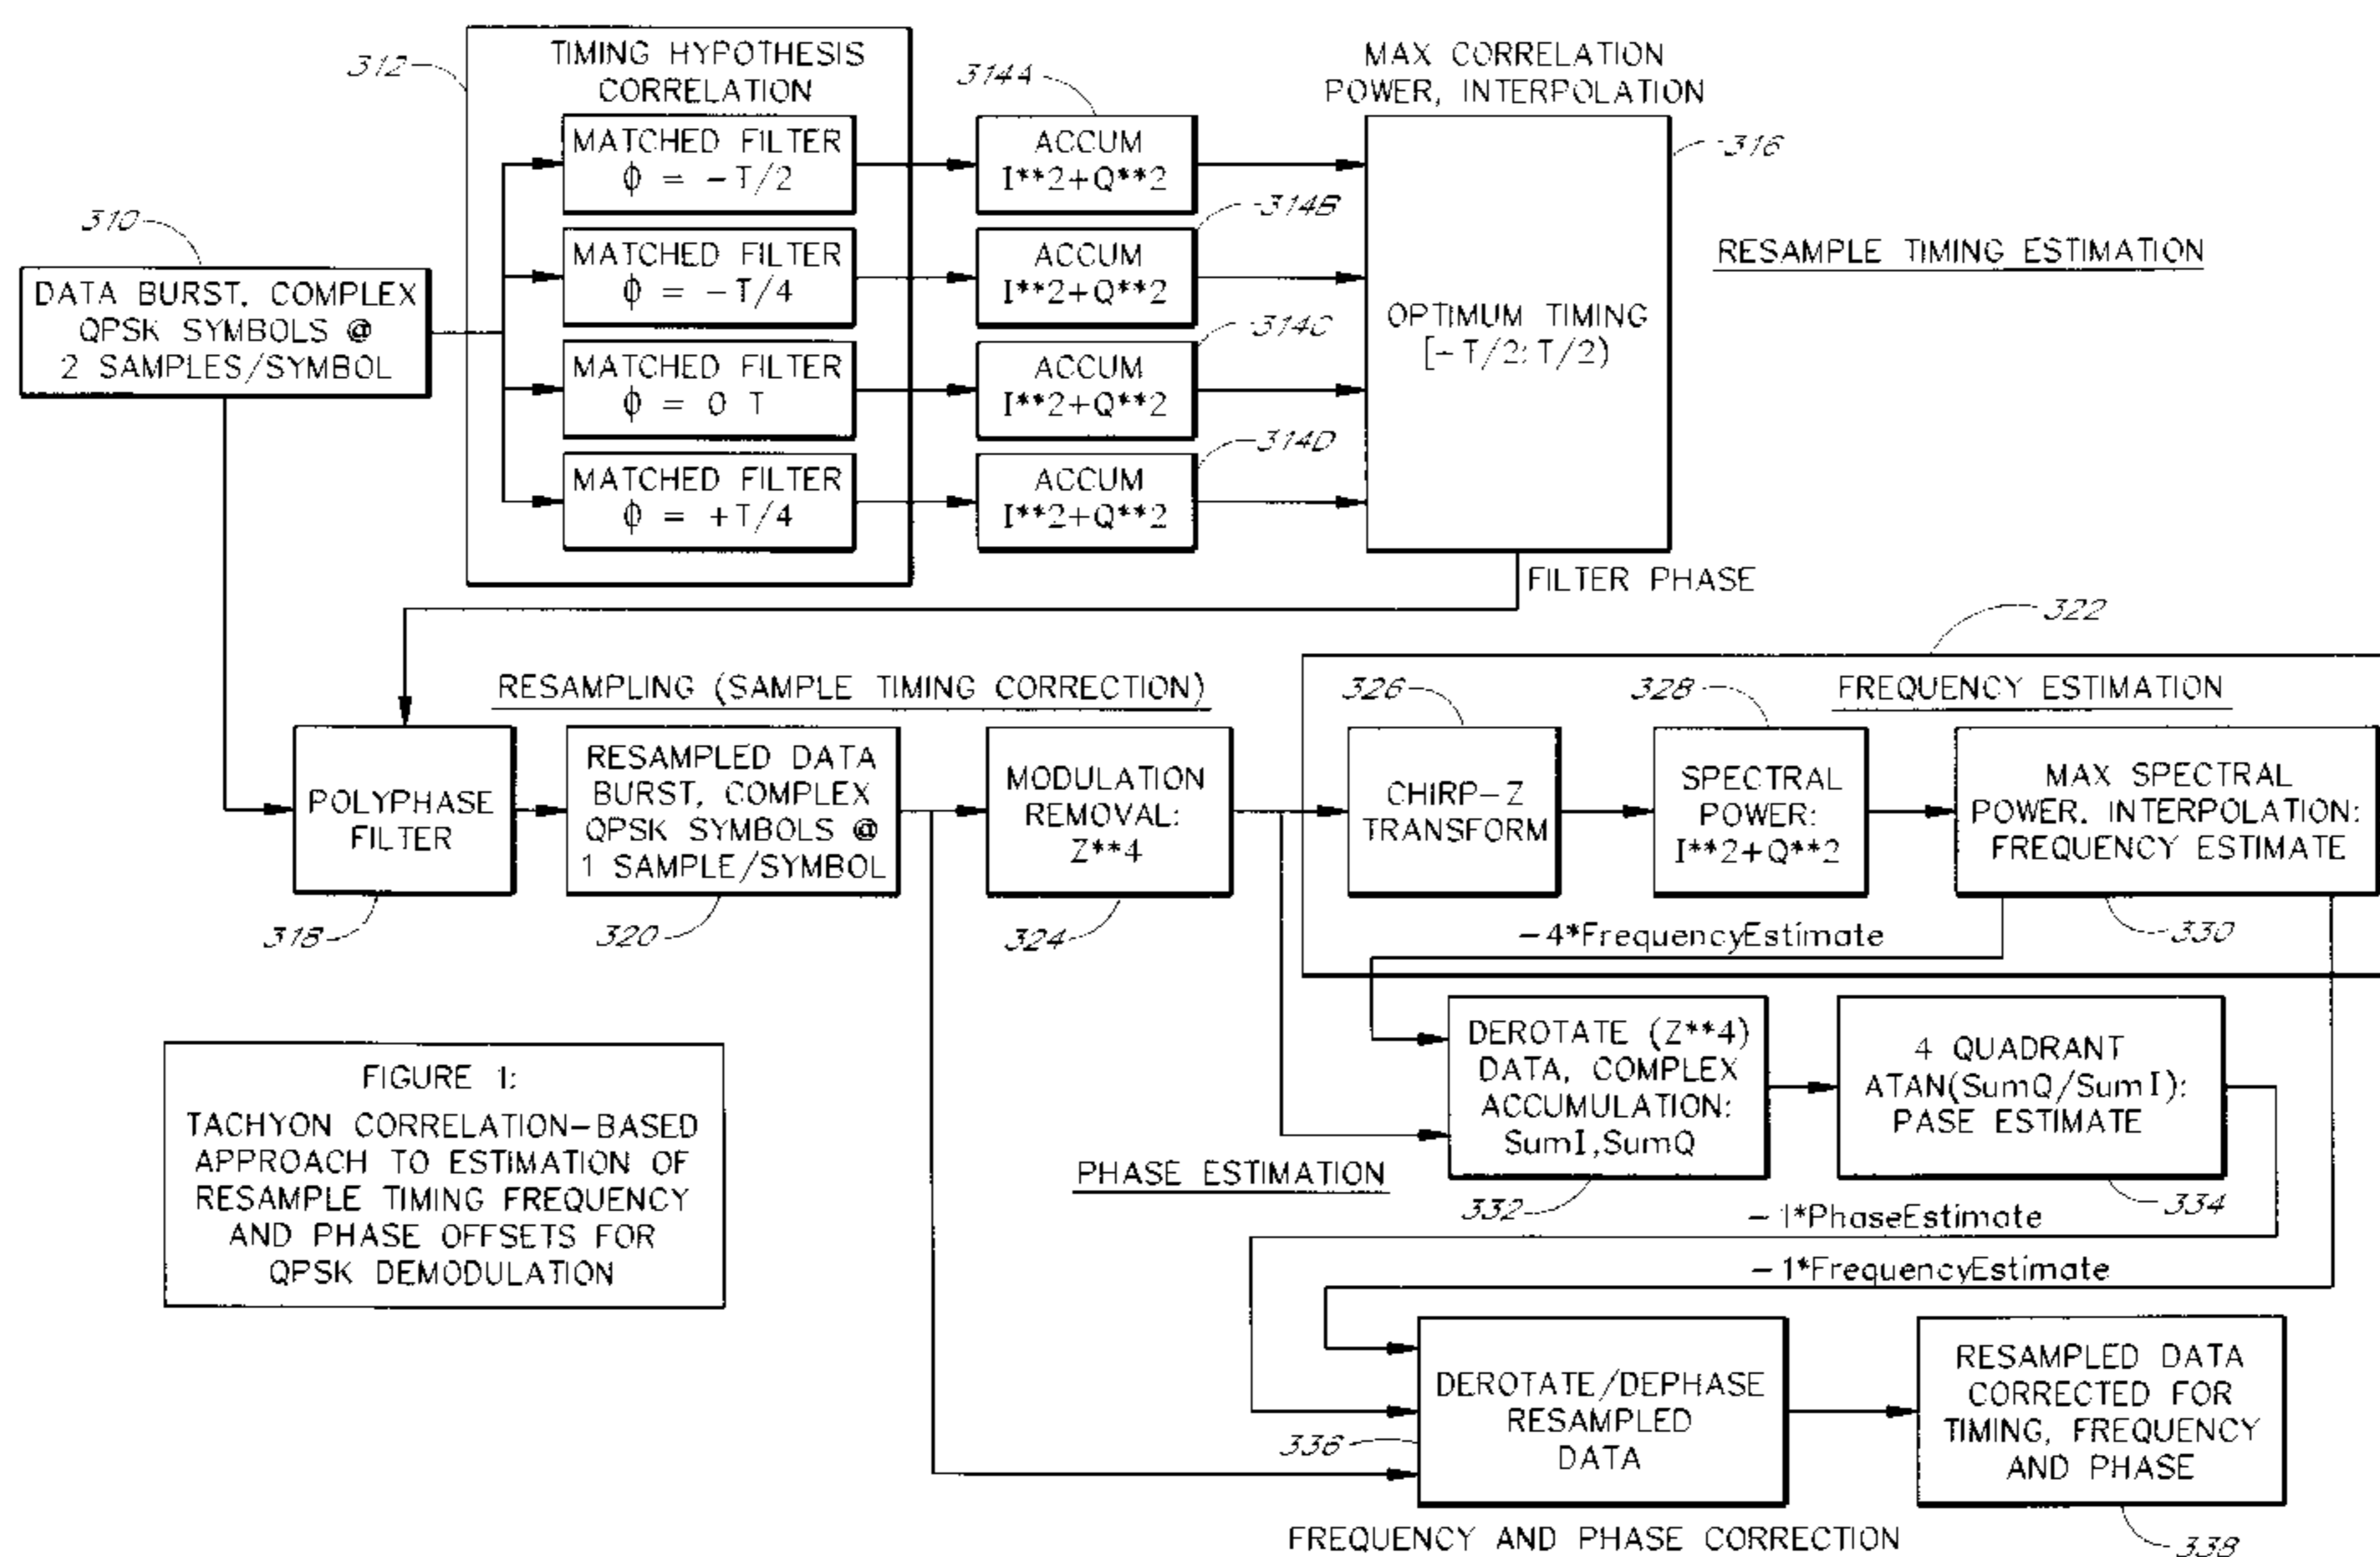 312
TIMING HYPOTHESIS
CORRELATION
314A
MAX CORRELATION
POWER, INTERPOLATION
MATCHED FILTER
ϕ = -T/2
ACCUM
I**2+Q**2
316
310
MATCHED FILTER
ϕ = -T/4
314B
ACCUM
I**2+Q**2
RESAMPLE TIMING ESTIMATION
DATA BURST, COMPLEX
QPSK SYMBOLS @
2 SAMPLES/SYMBOL
OPTIMUM TIMING
[-T/2:T/2)
MATCHED FILTER
ϕ = 0 T
314C
ACCUM
I**2+Q**2
MATCHED FILTER
ϕ = +T/4
314D
ACCUM
I**2+Q**2
FILTER PHASE
322
RESAMPLING (SAMPLE TIMING CORRECTION)
326
328
FREQUENCY ESTIMATION
POLYPHASE
FILTER
RESAMPLED DATA
BURST, COMPLEX
QPSK SYMBOLS @
1 SAMPLE/SYMBOL
MODULATION
REMOVAL:
Z**4
CHIRP-Z
TRANSFORM
SPECTRAL
POWER:
I**2+Q**2
MAX SPECTRAL
POWER, INTERPOLATION:
FREQUENCY ESTIMATE
318
320
324
-4*FrequencyEstimate
330
DEROTATE (Z**4)
DATA, COMPLEX
ACCUMULATION:
SumI,SumQ
4 QUADRANT
ATAN(SumQ/SumI):
PASE ESTIMATE
PHASE ESTIMATION
332
334
-1*PhaseEstimate
-1*FrequencyEstimate
FIGURE 1:
TACHYON CORRELATION-BASED
APPROACH TO ESTIMATION OF
RESAMPLE TIMING FREQUENCY
AND PHASE OFFSETS FOR
QPSK DEMODULATION
336
DEROTATE/DEPHASE
RESAMPLED
DATA
RESAMPLED DATA
CORRECTED FOR
TIMING, FREQUENCY
AND PHASE
FREQUENCY AND PHASE CORRECTION
338